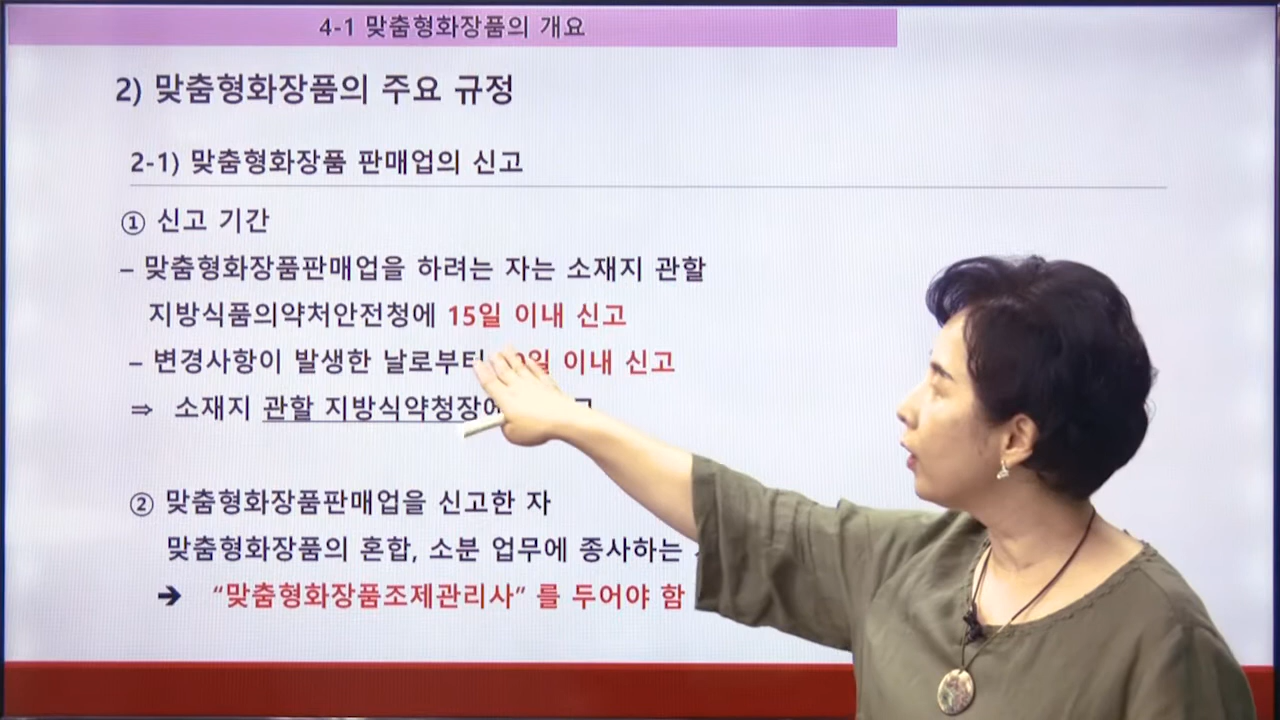 4-1 맞춤형화장품의 개요
2) 맞춤형화장품의 주요 규정
2-1) 맞춤형화장품 판매업의 신고
① 신고 기간
– 맞춤형화장품판매업을 하려는 자는 소재지 관할
지방식품의약처안전청에 15일 이내 신고
– 변경사항이 발생한 날로부터 이내 신고
⇒ 소재지 관할 지방식약청장에
② 맞춤형화장품판매업을 신고한 자
맞춤형화장품의 혼합, 소분 업무에 종사하는
➔ “맞춤형화장품조제관리사” 를 두어야 함